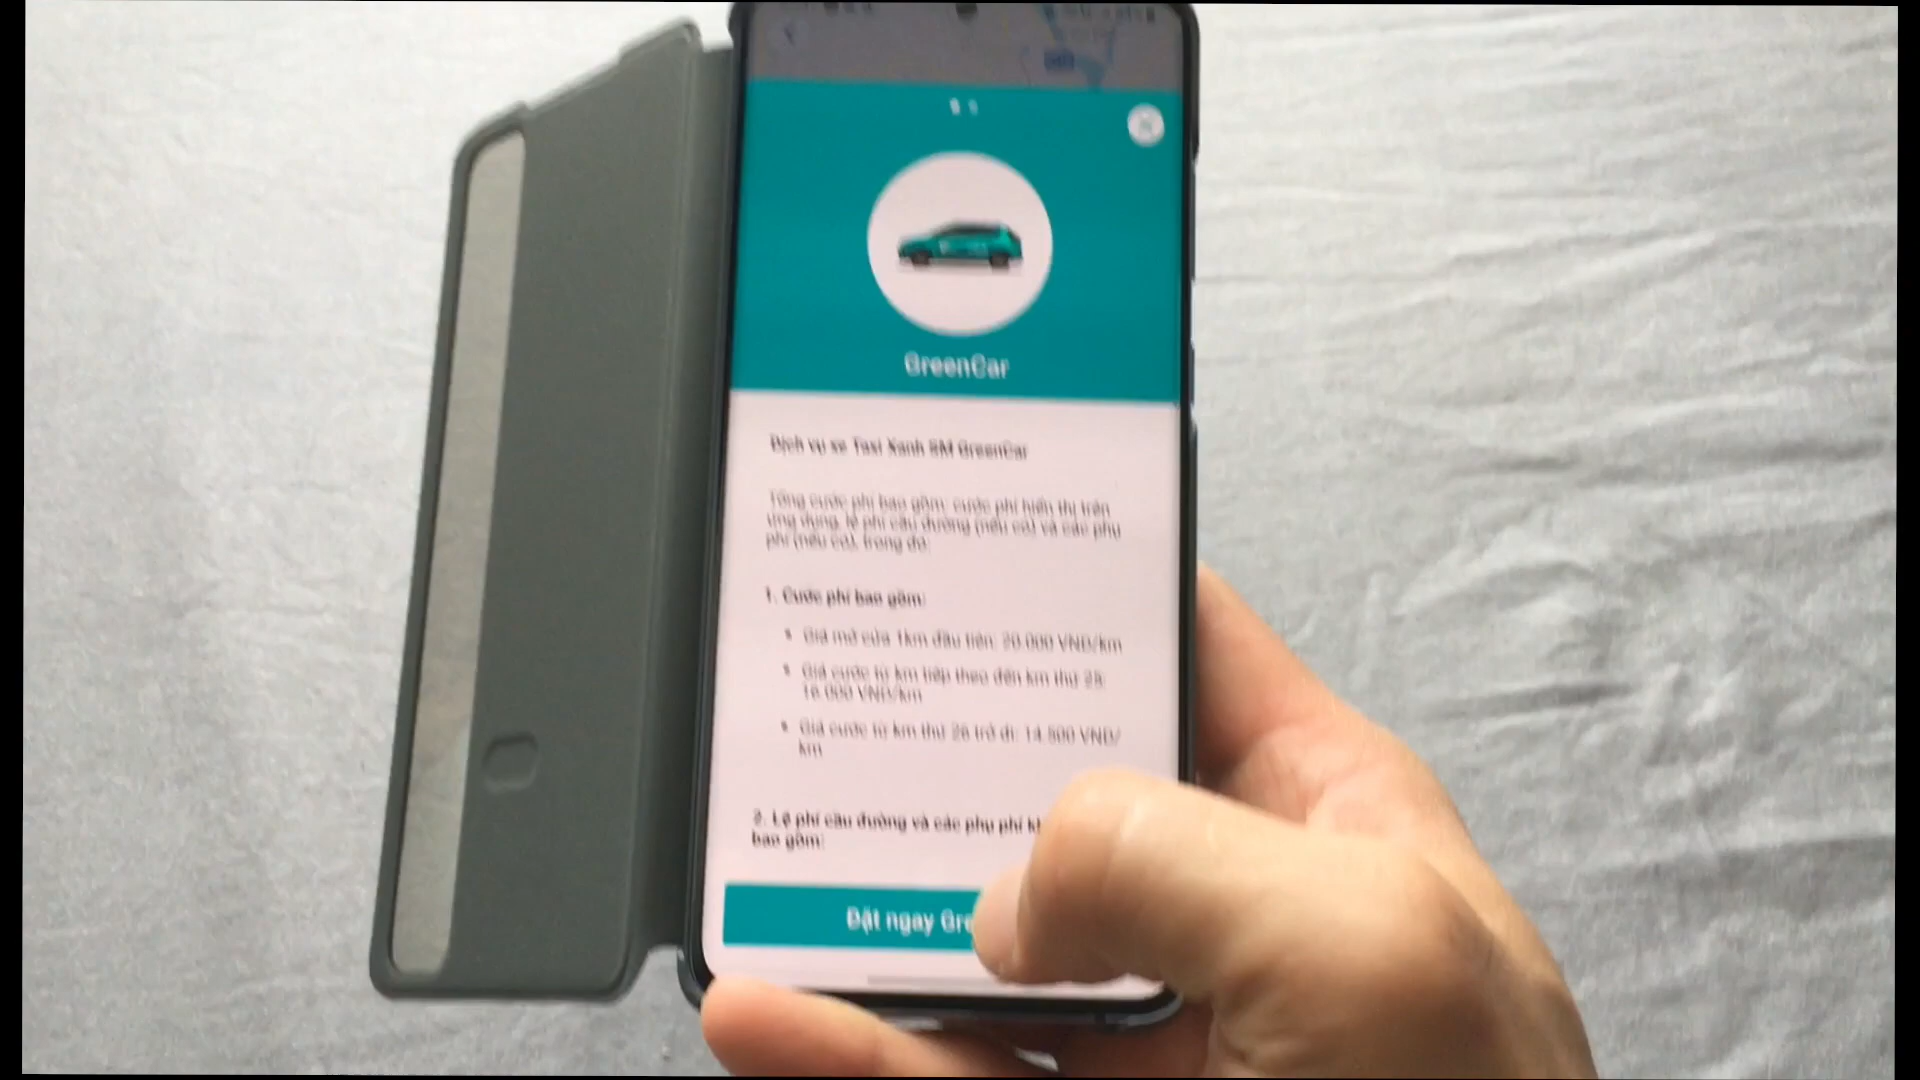 GreenCar
Dịch vụ xe Taxi Xanh SM GreenCar
Tổng cước phí bao gồm: cước phí hiển thị trên
ứng dụng, lệ phí cầu đường (nếu có) và các phụ
phí (nếu có), trong đó:
1. Cước phí bao gồm:
• Giá mở cửa 1km đầu tiên: 20.000 VND/km
• Giá cước từ km tiếp theo đến km thứ 25:
16.000 VND/km
• Giá cước từ km thứ 26 trở đi: 14.500 VND/
km
2. Lệ phí cầu đường và các phụ phí
bao gồm:
Đặt ngay Gre